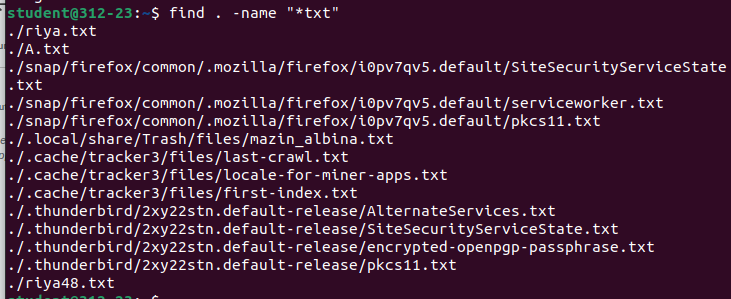 student@312-23:~$ find . -name "*txt"
./riya.txt
./A.txt
./snap/firefox/common/.mozilla/firefox/i0pv7qv5.default/SiteSecurityServiceState
.txt
./snap/firefox/common/.mozilla/firefox/i0pv7qv5.default/serviceworker.txt
./snap/firefox/common/.mozilla/firefox/i0pv7qv5.default/pkcs11.txt
./.local/share/Trash/files/mazin_albina.txt
./.cache/tracker3/files/last-crawl.txt
./.cache/tracker3/files/locale-for-miner-apps.txt
./.cache/tracker3/files/first-index.txt
./.thunderbird/2xy22stn.default-release/AlternateServices.txt
./.thunderbird/2xy22stn.default-release/SiteSecurityServiceState.txt
./.thunderbird/2xy22stn.default-release/encrypted-openpgp-passphrase.txt
./.thunderbird/2xy22stn.default-release/pkcs11.txt
./riya48.txt
student@312-23:~$